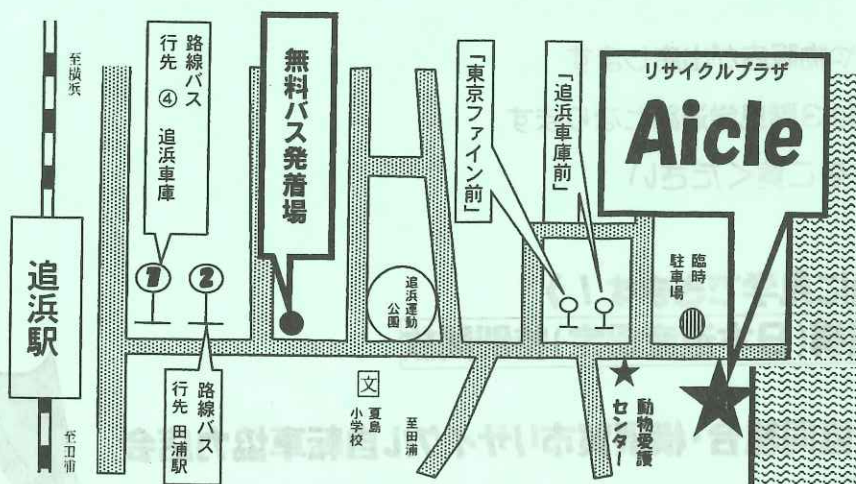 至横浜
追浜駅
至田浦
路線バス
行先 ④ 追浜車庫
1
2
路線バス
行先 田浦駅
無料バス発着場
追浜運動
公園
文
夏島
小学校
至田浦
「東京ファイン前」
「追浜車庫前」
動物愛護
センター
臨時
駐車場
リサイクルプラザ
Aicle